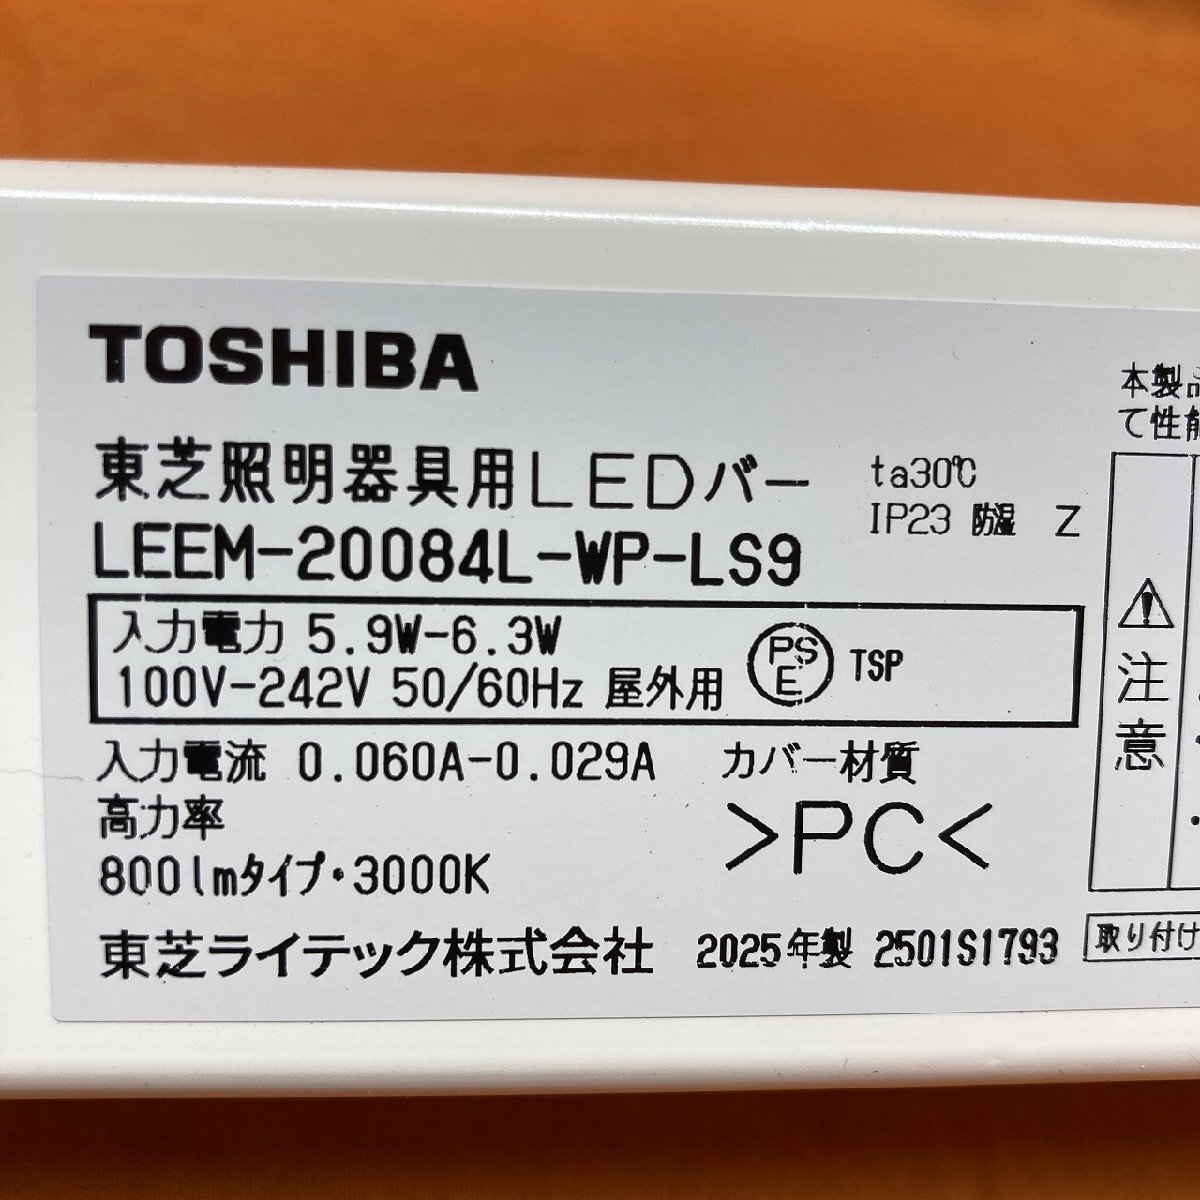 TOSHIBA
東芝照明器具用LEDバー
LEEM-20084L-WP-LS9
ta30℃
IP23 防湿 Z
入力電力 5.9W-6.3W
100V-242V 50/60Hz 屋外用
PSE TSP
入力電流 0.060A-0.029A
高力率
800lmタイプ・3000K
カバー材質
>PC<
東芝ライテック株式会社 2025年製 2501S1793
本製品
て性能
注意
取り付け